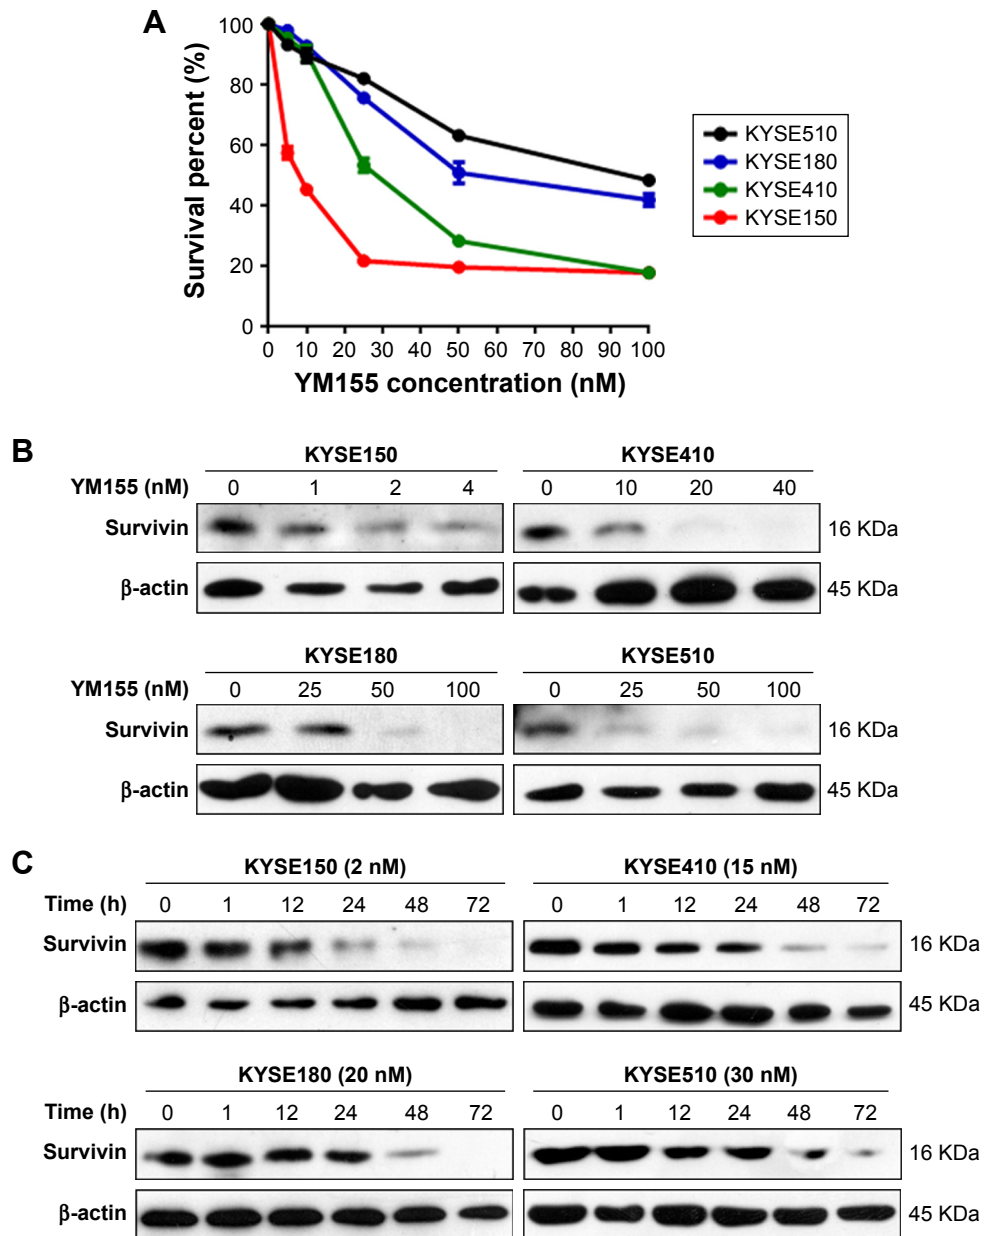 A
Survival percent (%)
100
80
60
40
20
0
0 10 20 30 40 50 60 70 80 90 100
YM155 concentration (nM)
KYSE510
KYSE180
KYSE410
KYSE150
B
KYSE150 KYSE410
YM155 (nM) 0 1 2 4 0 10 20 40
Survivin 16 KDa
β-actin 45 KDa
KYSE180 KYSE510
YM155 (nM) 0 25 50 100 0 25 50 100
Survivin 16 KDa
β-actin 45 KDa
C
KYSE150 (2 nM) KYSE410 (15 nM)
Time (h) 0 1 12 24 48 72 0 1 12 24 48 72
Survivin 16 KDa
β-actin 45 KDa
KYSE180 (20 nM) KYSE510 (30 nM)
Time (h) 0 1 12 24 48 72 0 1 12 24 48 72
Survivin 16 KDa
β-actin 45 KDa